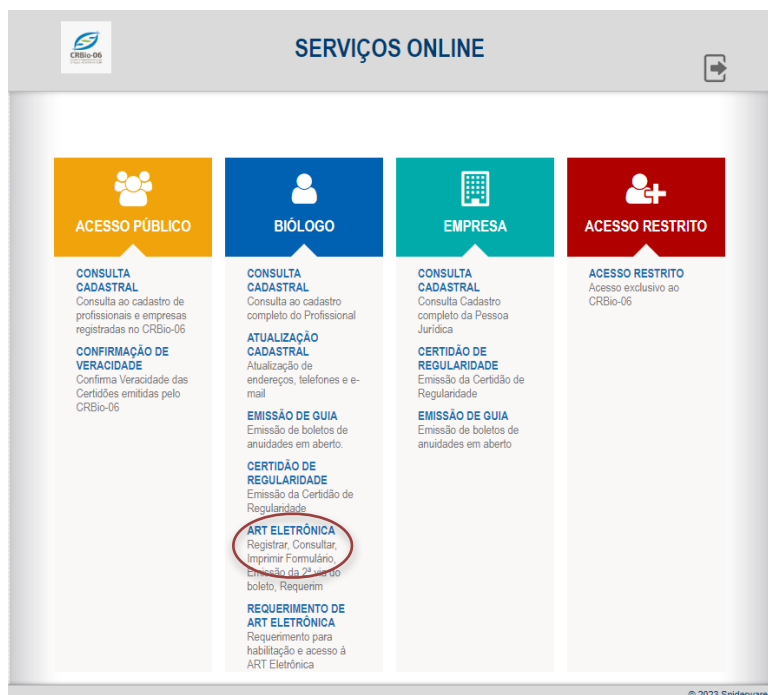 CRBio-06
SERVIÇOS ONLINE
ACESSO PÚBLICO
CONSULTA
CADASTRAL
Consulta ao cadastro de
profissionais e empresas
registradas no CRBio-06
CONFIRMAÇÃO DE
VERACIDADE
Confirma Veracidade das
Certidões emitidas pelo
CRBio-06
BIÓLOGO
CONSULTA
CADASTRAL
Consulta ao cadastro
completo do Profissional
ATUALIZAÇÃO
CADASTRAL
Atualização de
endereços, telefones e e-
mail
EMISSÃO DE GUIA
Emissão de boletos de
anuidades em aberto.
CERTIDÃO DE
REGULARIDADE
Emissão da Certidão de
Regularidade
ART ELETRÔNICA
Registrar, Consultar,
Imprimir Formulário,
Emissão da 2ª via do
boleto, Requerim
REQUERIMENTO DE
ART ELETRÔNICA
Requerimento para
habilitação e acesso à
ART Eletrônica
EMPRESA
CONSULTA
CADASTRAL
Consulta Cadastro
completo da Pessoa
Jurídica
CERTIDÃO DE
REGULARIDADE
Emissão da Certidão de
Regularidade
EMISSÃO DE GUIA
Emissão de boletos de
anuidades em aberto
ACESSO RESTRITO
ACESSO RESTRITO
Acesso exclusivo ao
CRBio-06
© 2023 Spiderware